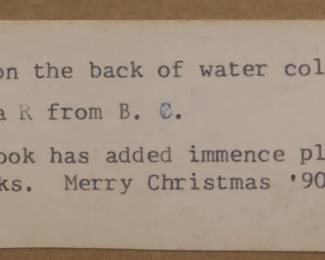 on the back of water col
a R from B. C.
ook has added immence pl
ks. Merry Christmas '90